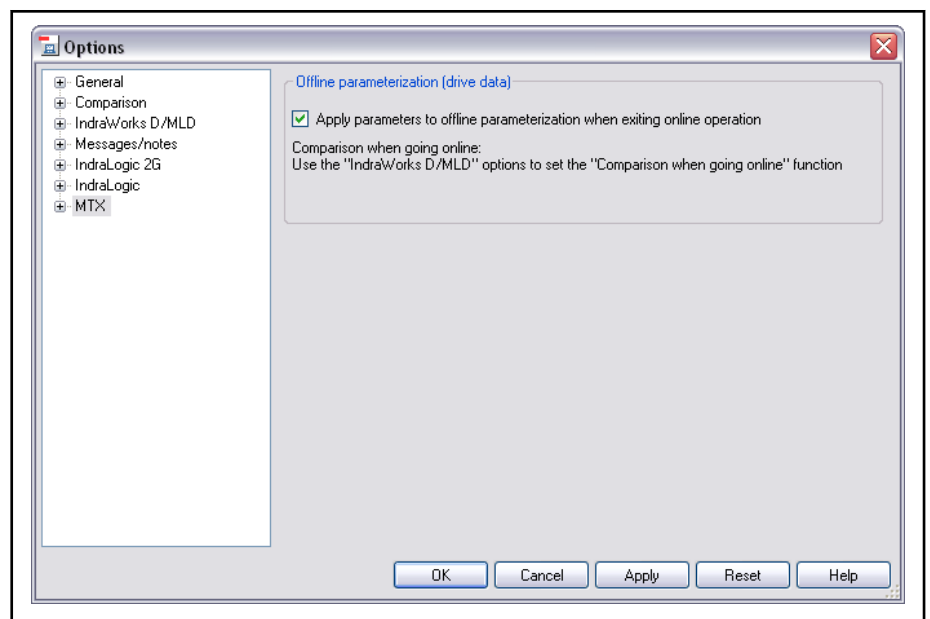 Options
General
Comparison
IndraWorks D/MLD
Messages/notes
IndraLogic 2G
IndraLogic
MTX
Offline parameterization (drive data)
Apply parameters to offline parameterization when exiting online operation
Comparison when going online:
Use the "IndraWorks D/MLD" options to set the "Comparison when going online" function
OK Cancel Apply Reset Help